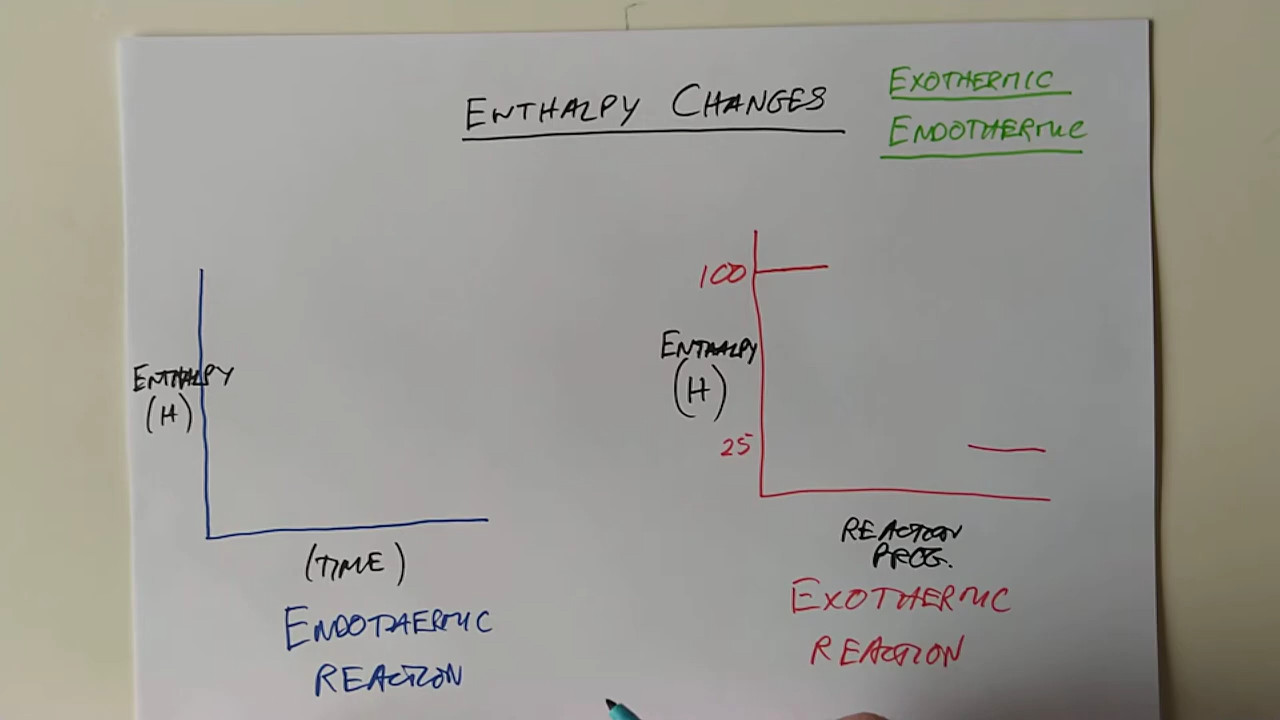 ENTHALPY CHANGES
EXOTHERMIC
ENDOTHERMIC
ENTHALPY
(H)
(TIME)
ENDOTHERMIC
REACTION
100
ENTHALPY
(H)
25
REACTION
PROG.
EXOTHERMIC
REACTION